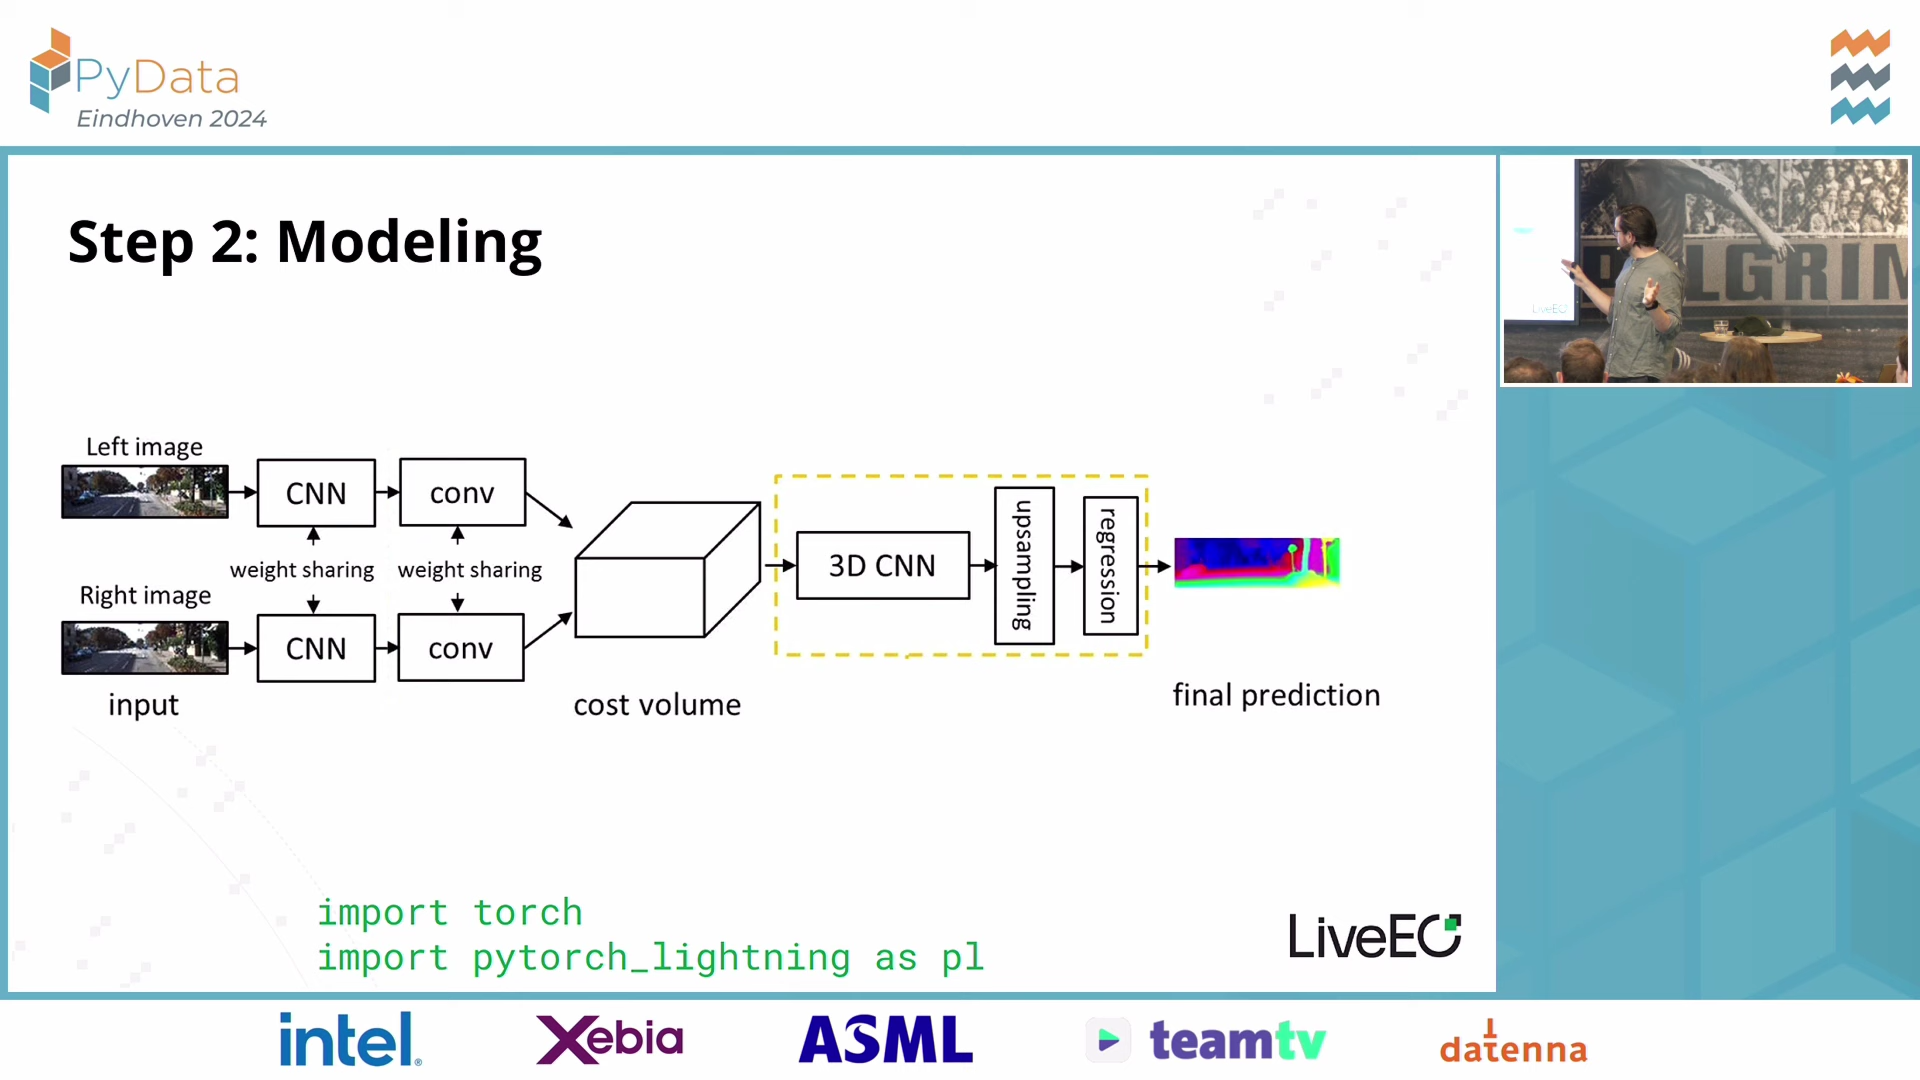 PyData
Eindhoven 2024
Step 2: Modeling
Left image
CNN
conv
weight sharing
weight sharing
Right image
CNN
conv
input
cost volume
3D CNN
upsampling
regression
final prediction
import torch
import pytorch_lightning as pl
LiveEO
LiveEO
intel.
Xebia
ASML
teamtv
datenna